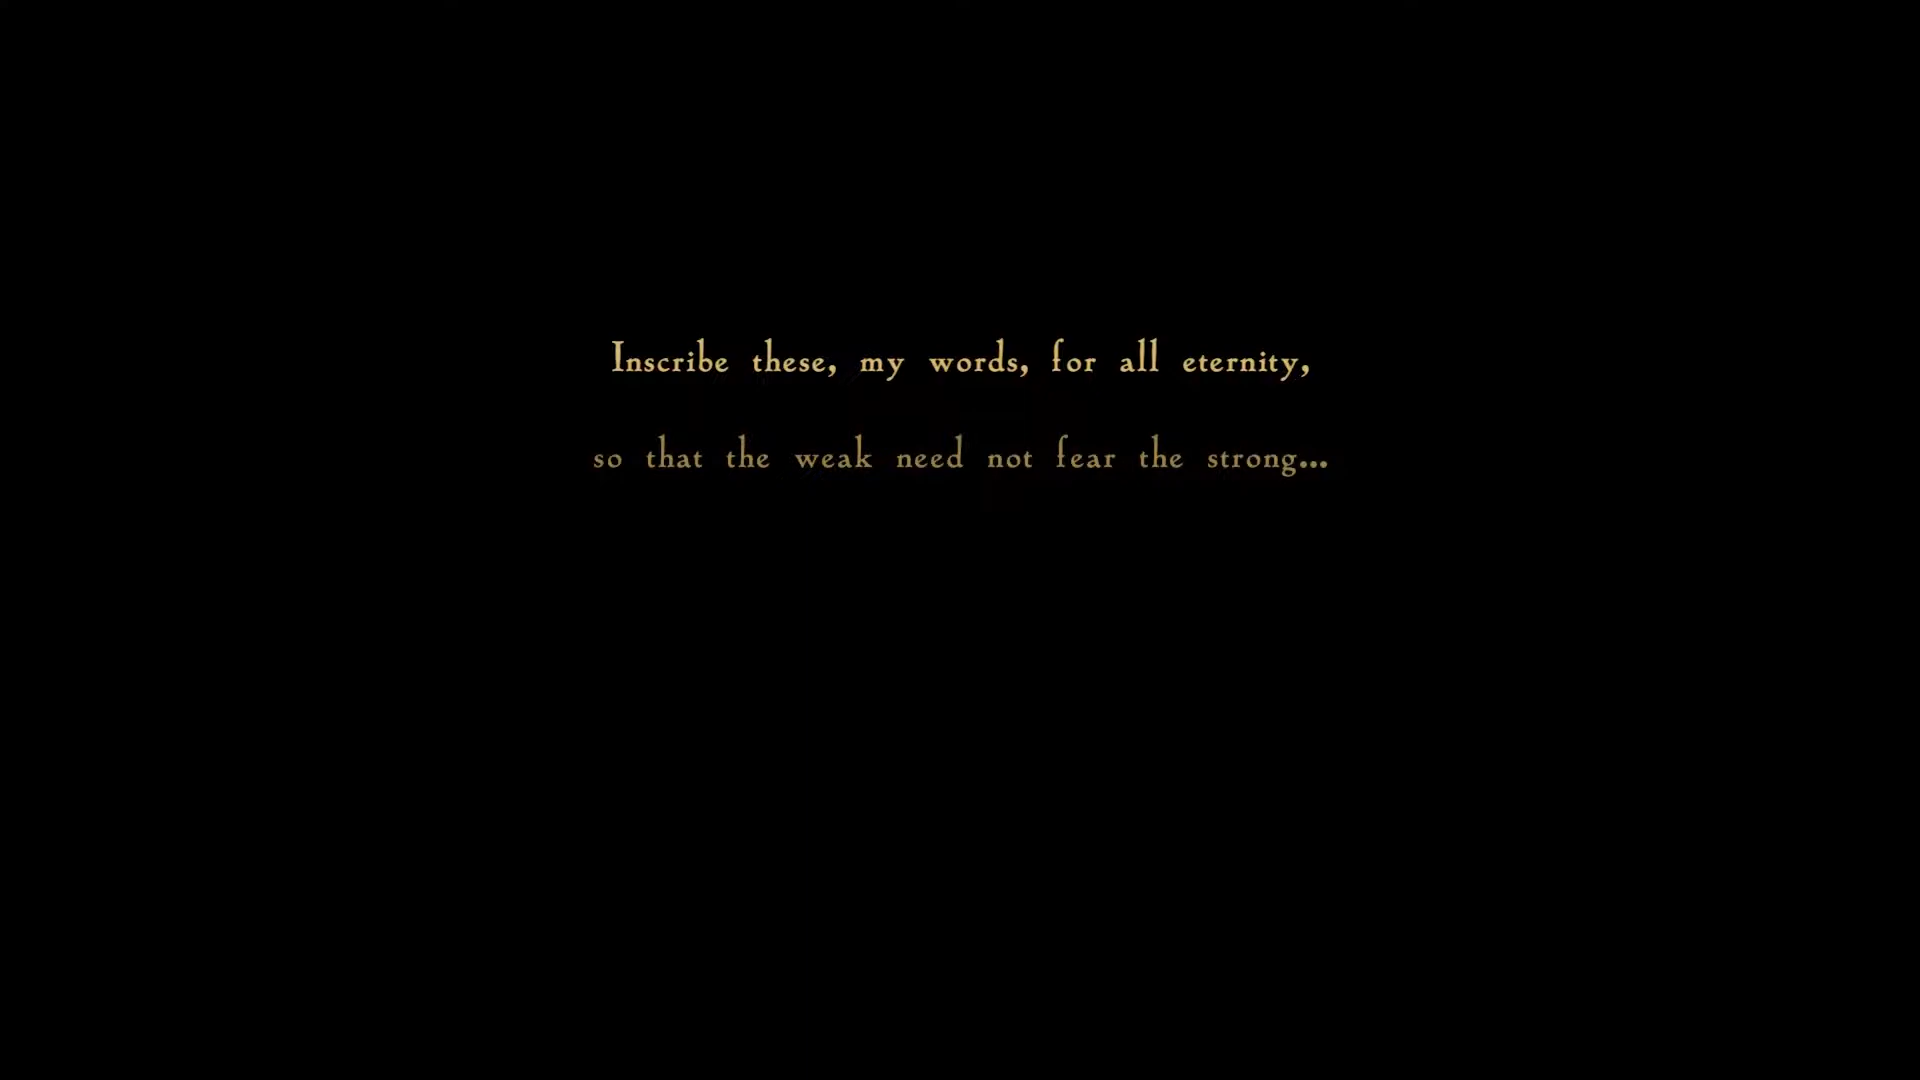 Inscribe these, my words, for all eternity,
so that the weak need not fear the strong...